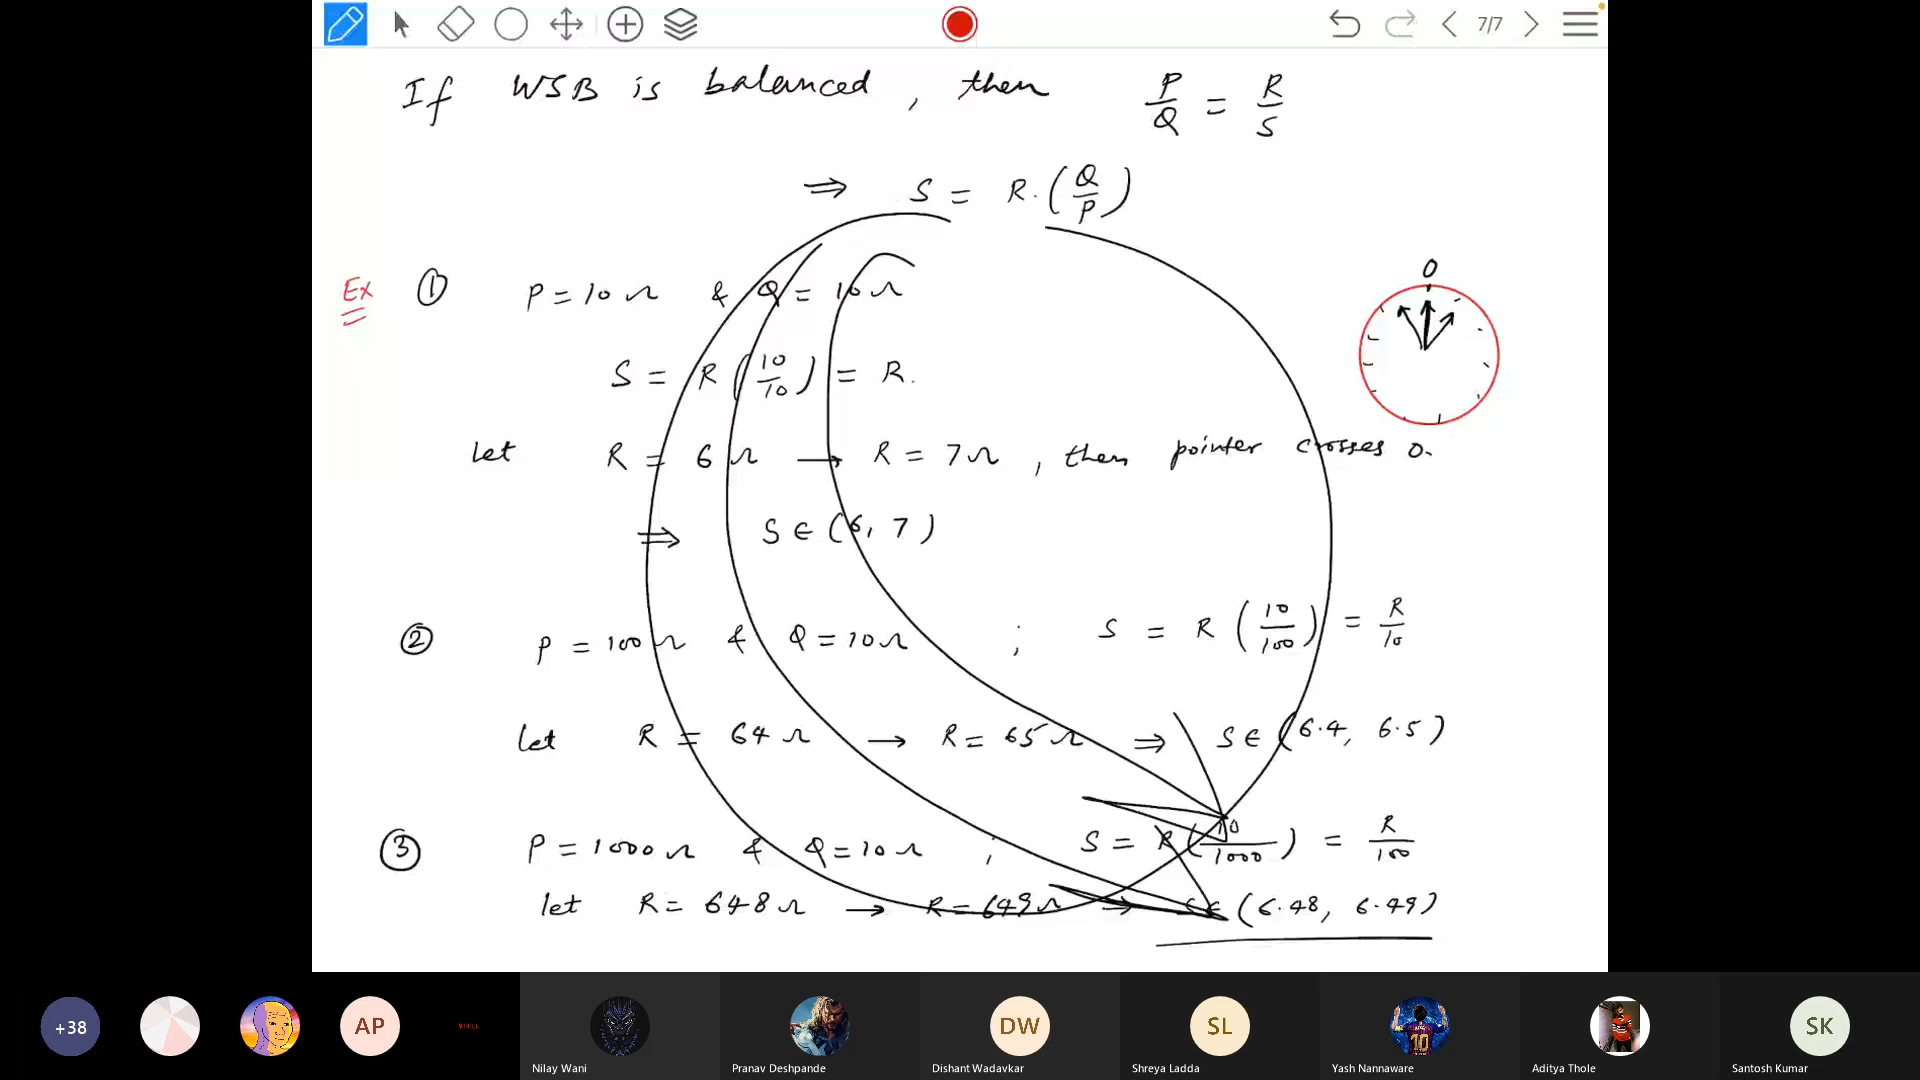 7/7
If WSB is balanced, then P/Q = R/S
⇒ S = R.(Q/P)
Ex ① P = 10 Ω & Q = 10 Ω
0
S = R (10/10) = R.
Let R = 6 Ω → R = 7 Ω, then pointer crosses 0.
⇒ S ∈ (6, 7)
② P = 100 Ω & Q = 10 Ω ; S = R (10/100) = R/10
Let R = 64 Ω → R = 65 Ω ⇒ S ∈ (6.4, 6.5)
③ P = 1000 Ω & Q = 10 Ω ; S = R (10/1000) = R/100
let R = 648 Ω → R = 649 Ω ⇒ S ∈ (6.48, 6.49)
+38 AP DW SL SK
Nilay Wani Pranav Deshpande Dishant Wadavkar Shreya Ladda Yash Nannaware Aditya Thole Santosh Kumar